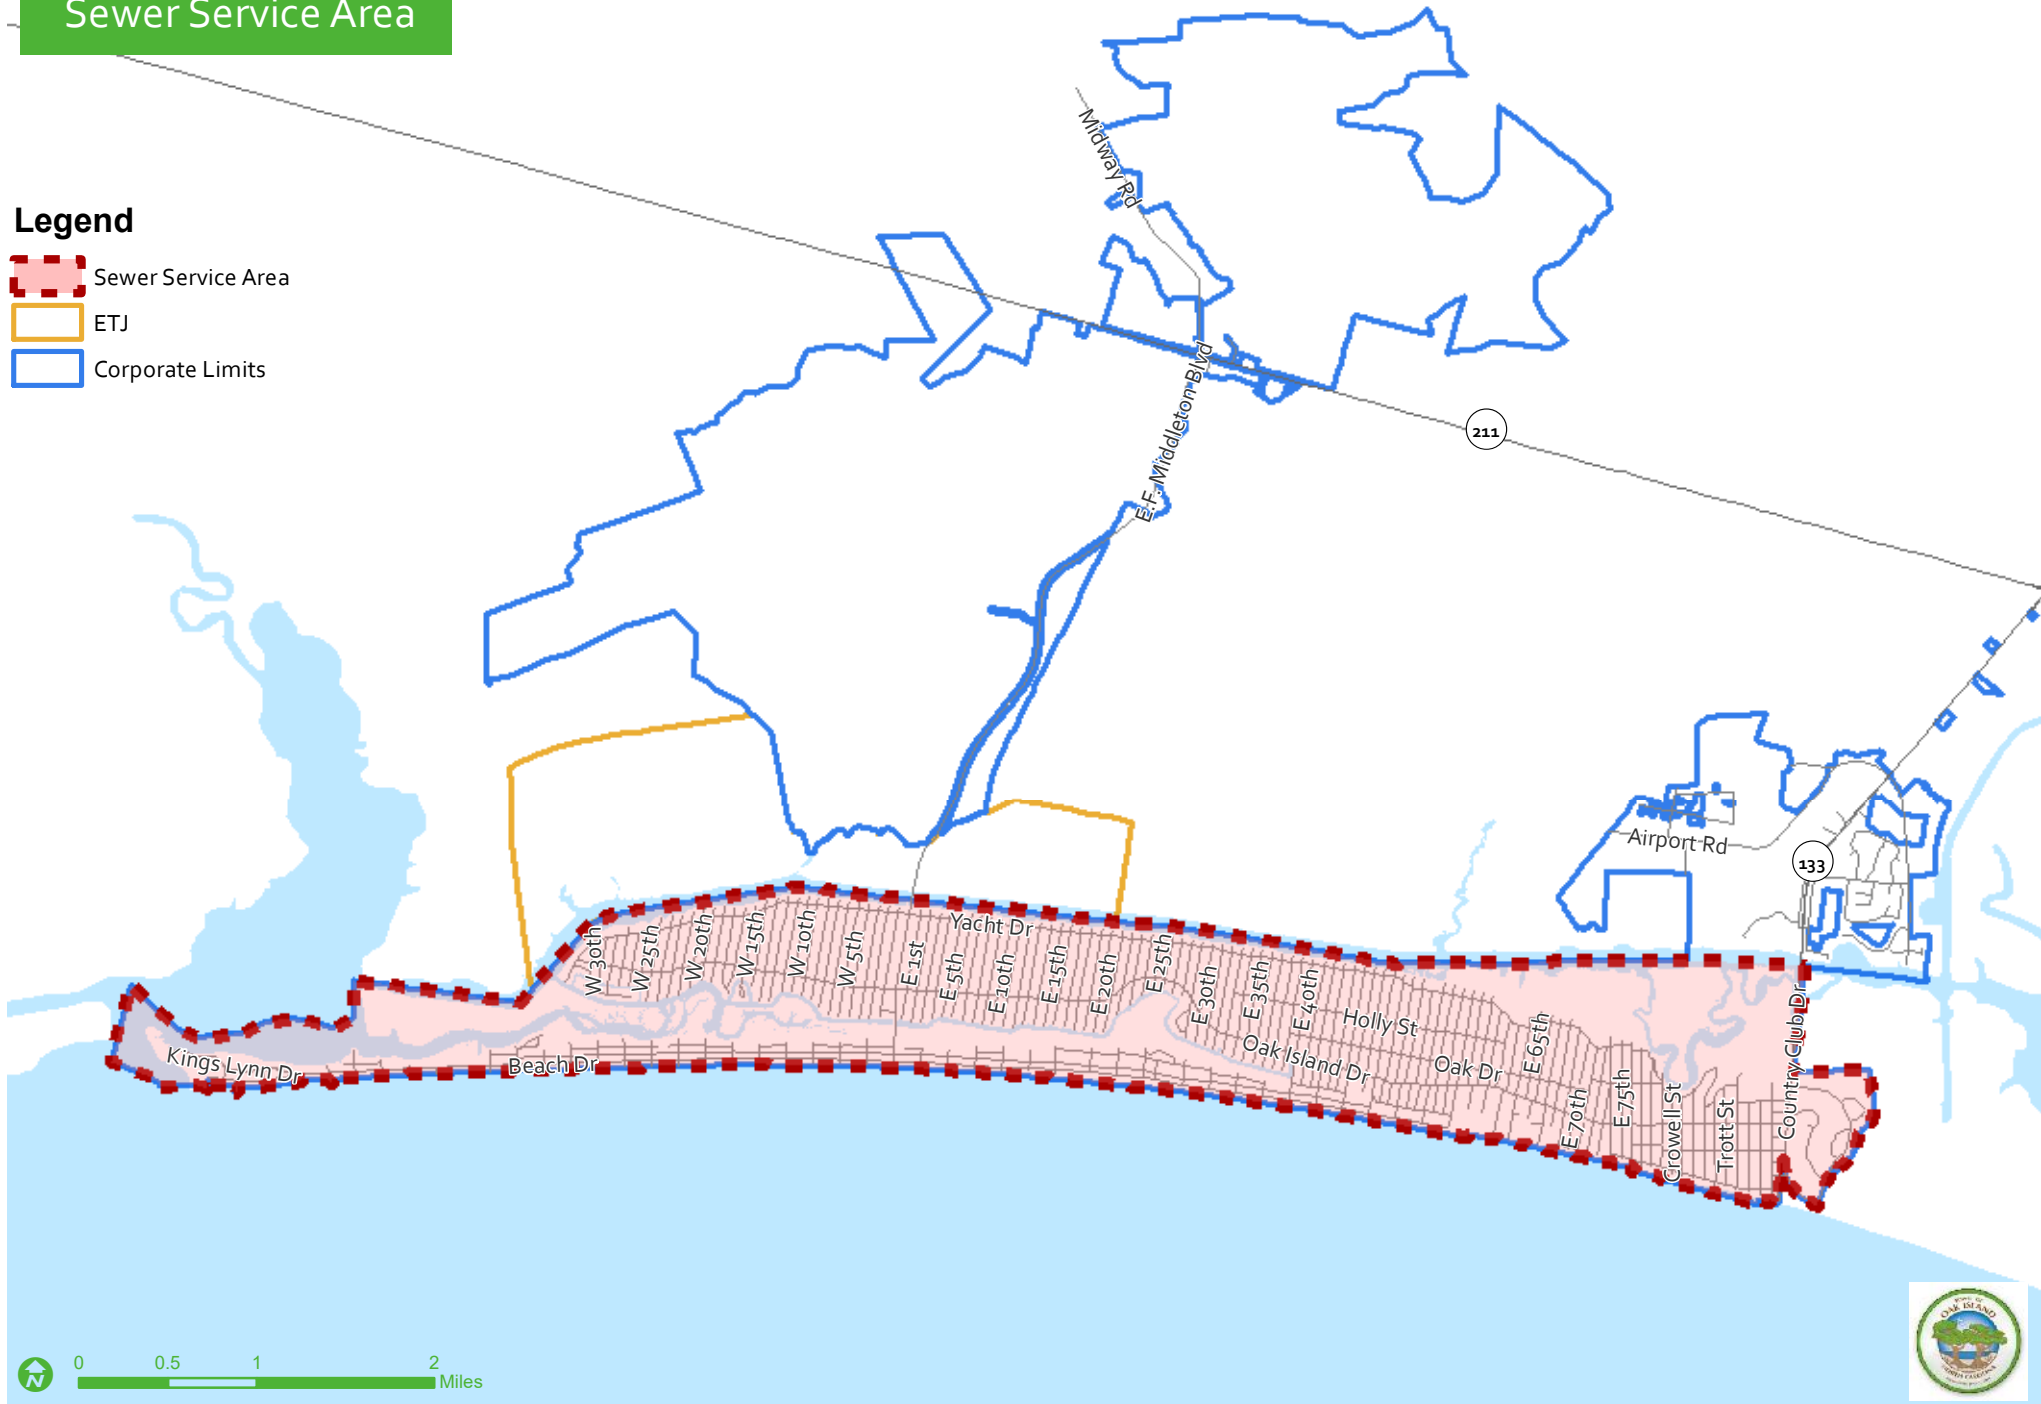 Sewer Service Area
Legend
Sewer Service Area
ETJ
Corporate Limits
Midway Rd
E.F. Middleton Blvd
211
Airport Rd
133
Yacht Dr
W 30th
W 25th
W 20th
W 15th
W 10th
W 5th
E 1st
E 5th
E 10th
E 15th
E 20th
E 25th
E 30th
E 35th
E 40th
Holly St
Oak Island Dr
Oak Dr
E 65th
E 70th
E 75th
Crowell St
Trott St
Country Club Dr
Kings Lynn Dr
Beach Dr
N
0 0.5 1 2
Miles
OAK ISLAND